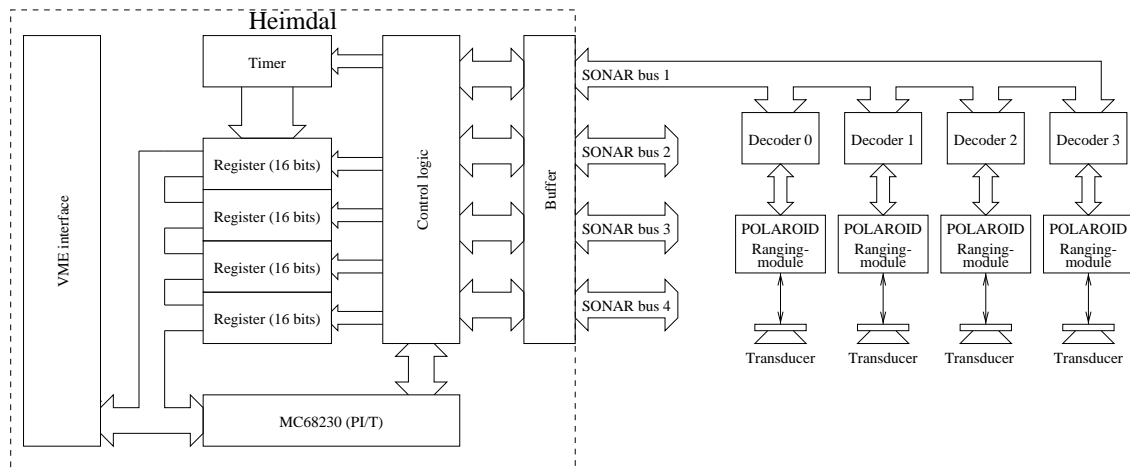 Heimdal
VME interface
Timer
Register (16 bits)
Register (16 bits)
Register (16 bits)
Register (16 bits)
MC68230 (PI/T)
Control logic
Buffer
SONAR bus 1
SONAR bus 2
SONAR bus 3
SONAR bus 4
Decoder 0
Decoder 1
Decoder 2
Decoder 3
POLAROID
Ranging-
module
POLAROID
Ranging-
module
POLAROID
Ranging-
module
POLAROID
Ranging-
module
Transducer
Transducer
Transducer
Transducer